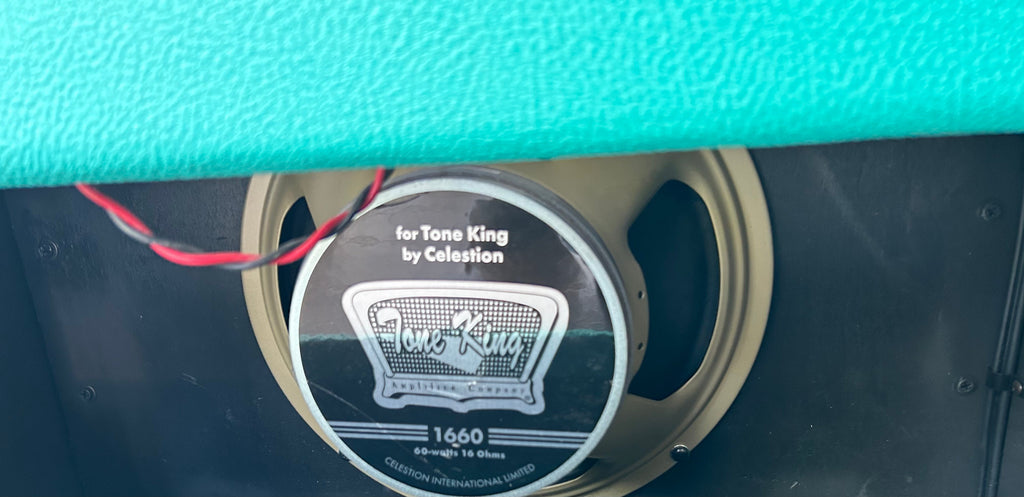 for Tone King
by Celestion
Tone King
Amplifier Company
1660
60-watts 16 Ohms
CELESTION INTERNATIONAL LIMITED